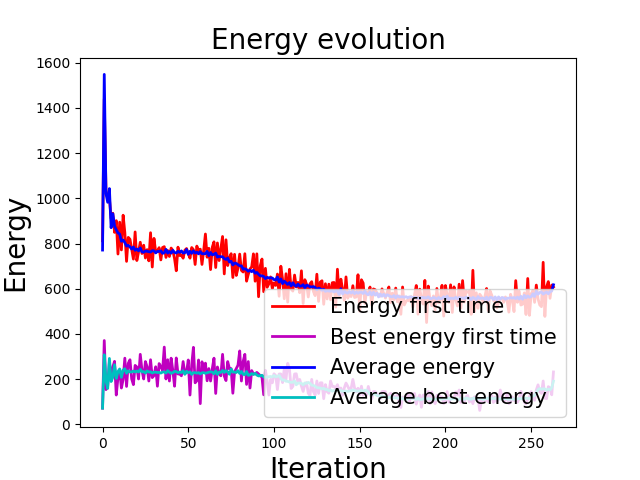 Energy evolution
1600
1400
1200
1000
800
600
400
200
0
Energy
Energy first time
Best energy first time
Average energy
Average best energy
0 50 100 150 200 250
Iteration